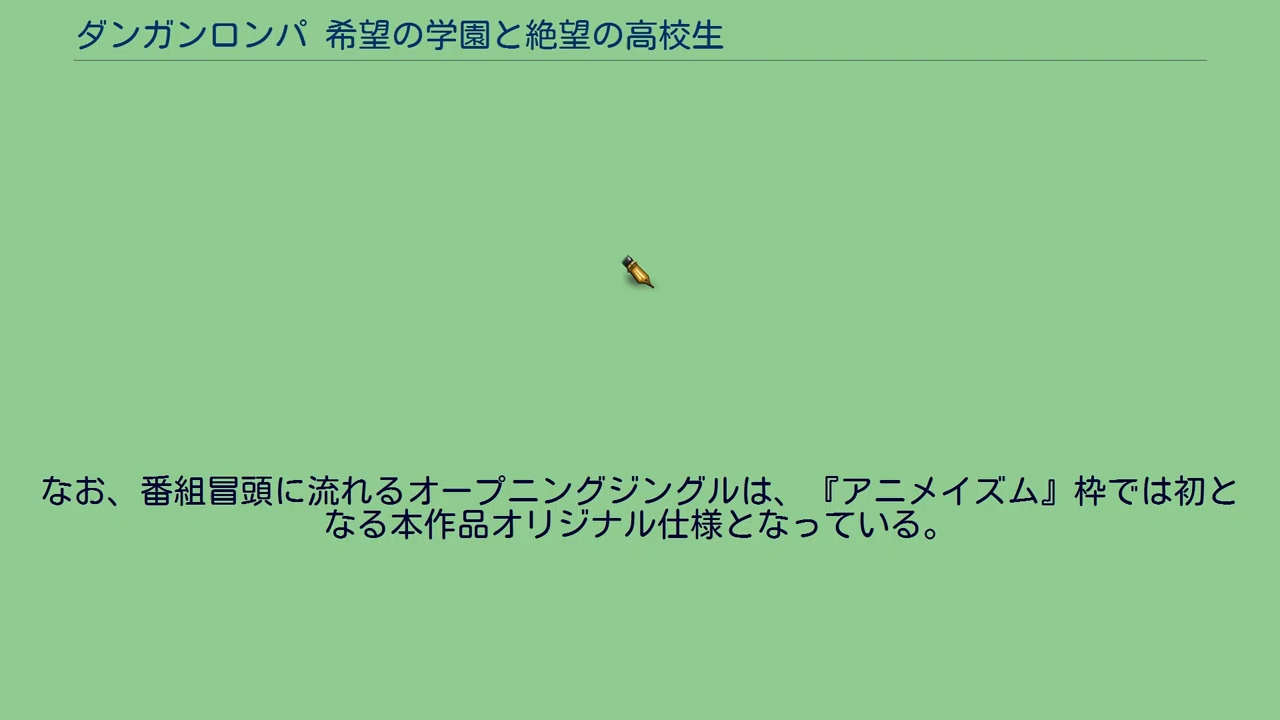 ダンガンロンパ 希望の学園と絶望の高校生
なお、番組冒頭に流れるオープニングジングルは、『アニメイズム』枠では初と
なる本作品オリジナル仕様となっている。